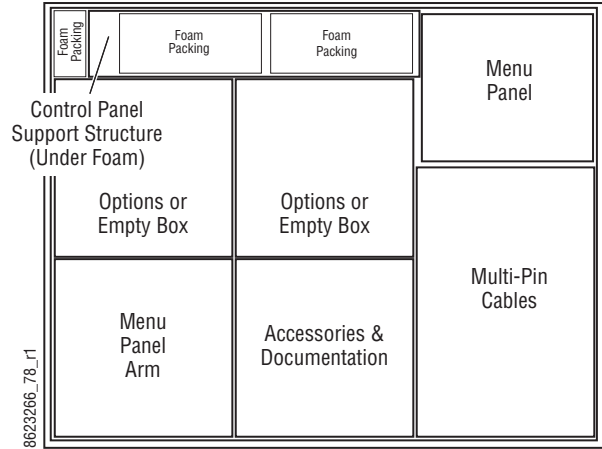 Foam
Packing
Foam
Packing
Foam
Packing
Menu
Panel
Control Panel
Support Structure
(Under Foam)
Options or
Empty Box
Options or
Empty Box
Multi-Pin
Cables
Menu
Panel
Arm
Accessories &
Documentation
8623266_78_r1